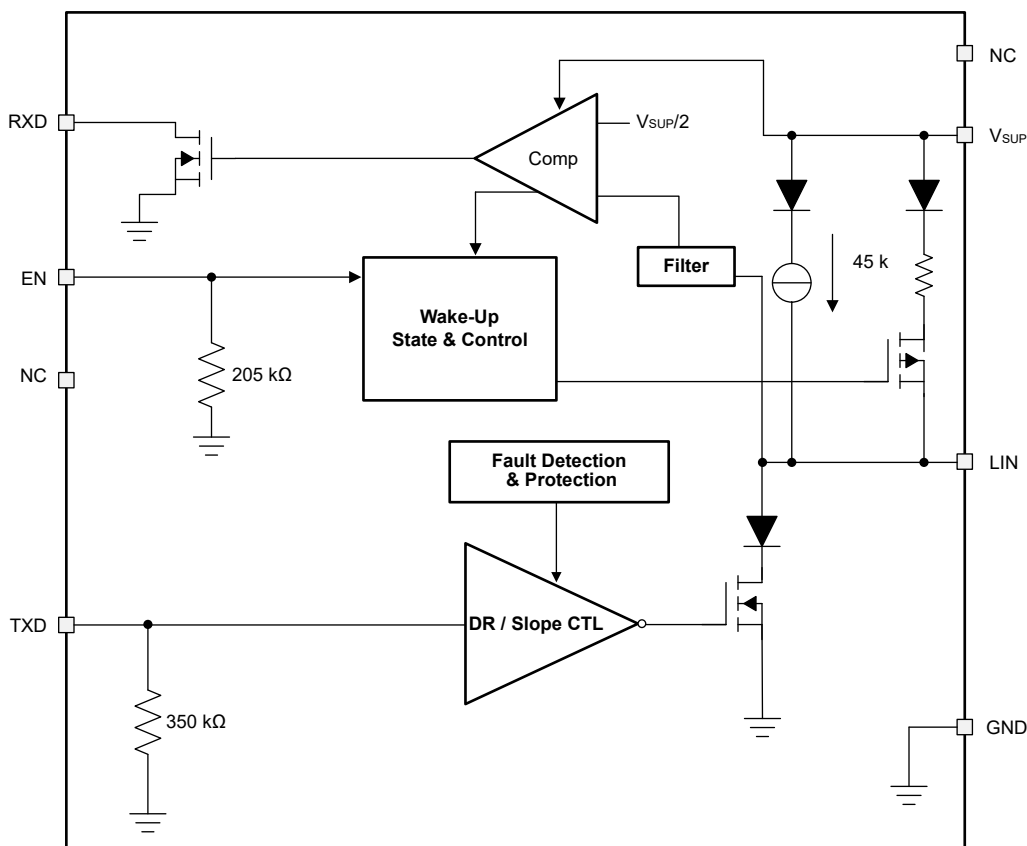 NC
RXD
VSUP/2
VSUP
Comp
EN
Filter
45 k
Wake-Up
State & Control
NC
205 kΩ
Fault Detection
& Protection
LIN
TXD
DR / Slope CTL
350 kΩ
GND